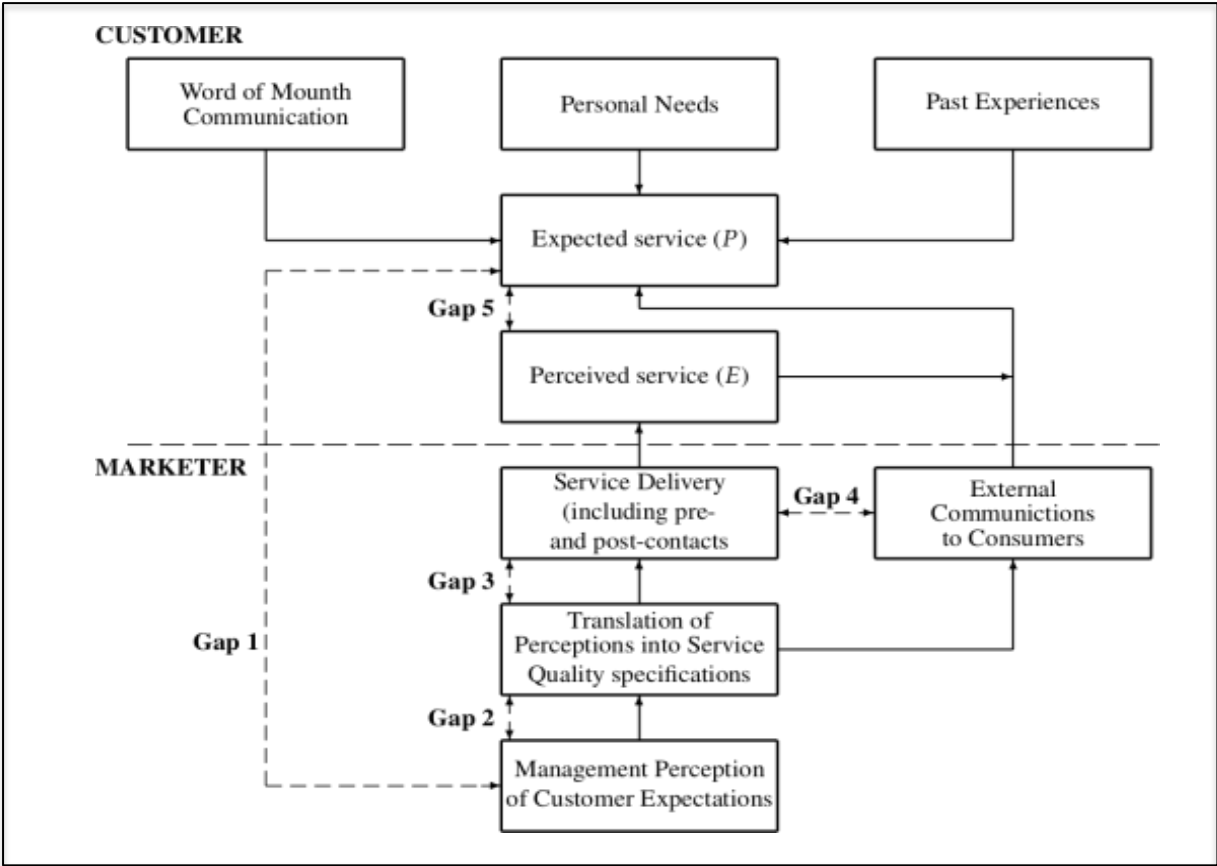 CUSTOMER
Word of Mounth
Communication
Personal Needs
Past Experiences
Expected service (P)
Gap 5
Perceived service (E)
MARKETER
Service Delivery
(including pre-
and post-contacts
Gap 4
External
Communictions
to Consumers
Gap 3
Translation of
Perceptions into Service
Quality specifications
Gap 1
Gap 2
Management Perception
of Customer Expectations